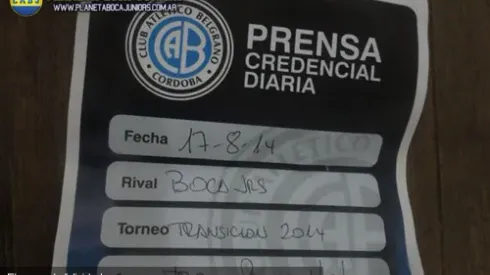 CABJ
WWW.PLANETABOCAJUNIORS.COM.AR
CLUB ATLETICO BELGRANO
CORDOBA
CAB
PRENSA
CREDENCIAL
DIARIA
Fecha 17-8-14
Rival BOCA JRS
Torneo TRANSICION 2014